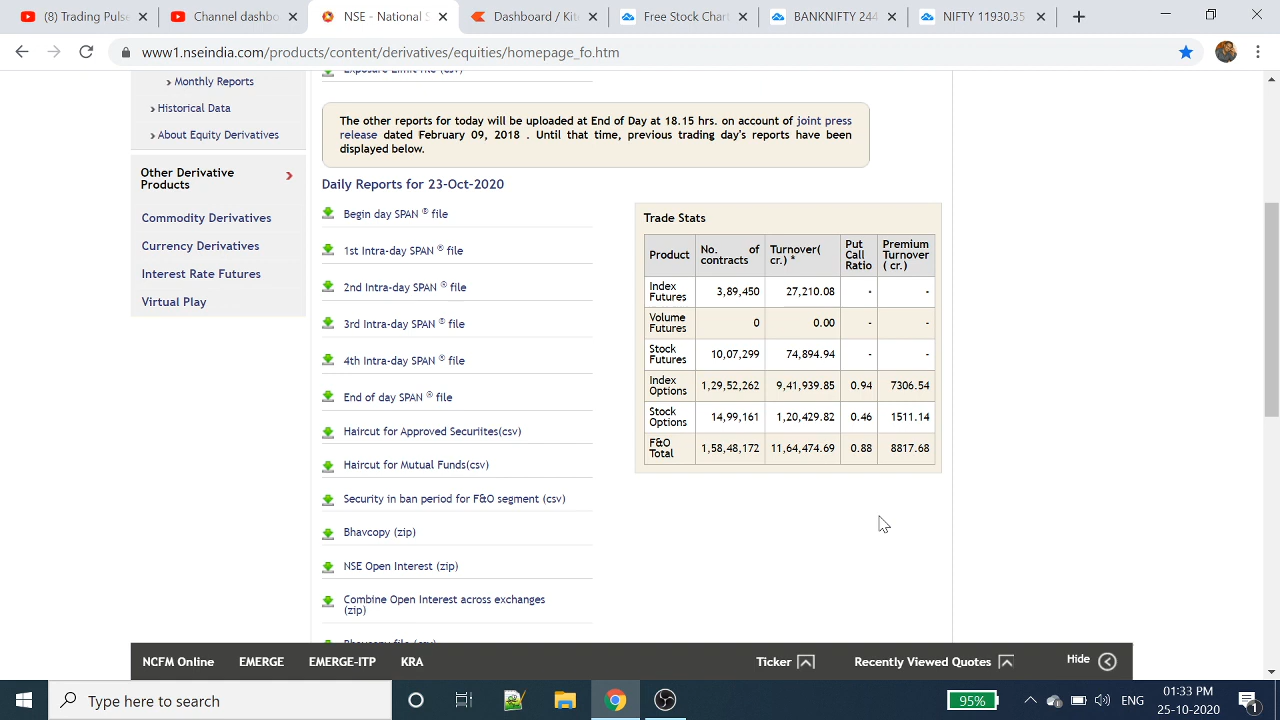 (8) Trading Puls
Channel dashbo
NSE - National S
Dashboard / Ki
Free Stock Char
BANKNIFTY 244
NIFTY 11930.35
www1.nseindia.com/products/content/derivatives/equities/homepage_fo.htm
Monthly Reports
Historical Data
About Equity Derivatives
Other Derivative
Products
Commodity Derivatives
Currency Derivatives
Interest Rate Futures
Virtual Play
Exposure Limit file (csv)
The other reports for today will be uploaded at End of Day at 18.15 hrs. on account of joint press
release dated February 09, 2018 . Until that time, previous trading day's reports have been
displayed below.
Daily Reports for 23-Oct-2020
Begin day SPAN ® file
1st Intra-day SPAN ® file
2nd Intra-day SPAN ® file
3rd Intra-day SPAN ® file
4th Intra-day SPAN ® file
End of day SPAN ® file
Haircut for Approved Securiites(csv)
Haircut for Mutual Funds(csv)
Security in ban period for F&O segment (csv)
Bhavcopy (zip)
NSE Open Interest (zip)
Combine Open Interest across exchanges
(zip)
Bhavcopy file (csv)
Trade Stats
Product No. of contracts Turnover( cr.) * Put Call Ratio Premium Turnover ( cr.)
Index Futures 3,89,450 27,210.08 - -
Volume Futures 0 0.00 - -
Stock Futures 10,07,299 74,894.94 - -
Index Options 1,29,52,262 9,41,939.85 0.94 7306.54
Stock Options 14,99,161 1,20,429.82 0.46 1511.14
F&O Total 1,58,48,172 11,64,474.69 0.88 8817.68
NCFM Online EMERGE EMERGE-ITP KRA Ticker Recently Viewed Quotes Hide
Type here to search
95%
ENG
01:33 PM
25-10-2020
1